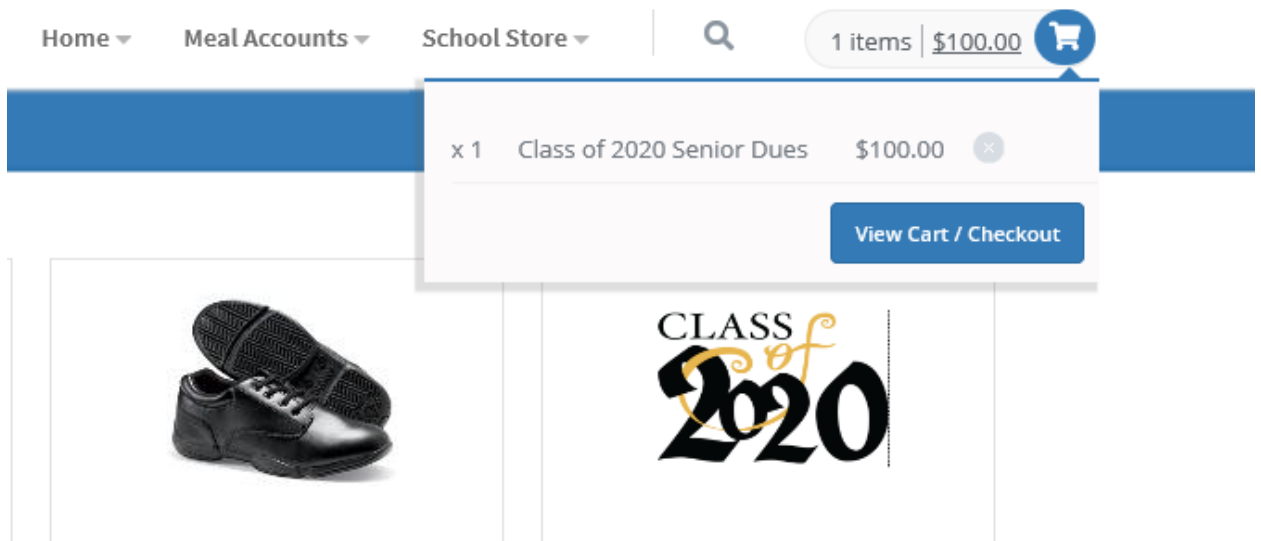 Home Meal Accounts School Store 1 items $100.00
x 1 Class of 2020 Senior Dues $100.00
View Cart / Checkout
CLASS of
2020